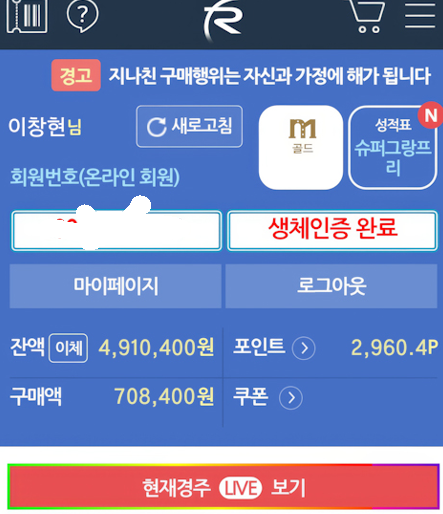 경고 지나친 구매행위는 자신과 가정에 해가 됩니다
이창현님 새로고침
골드
성적표 N
슈퍼그랑프
리
회원번호(온라인 회원)
생체인증 완료
마이페이지 로그아웃
잔액 이체 4,910,400원 포인트 2,960.4P
구매액 708,400원 쿠폰
현재경주 LIVE 보기